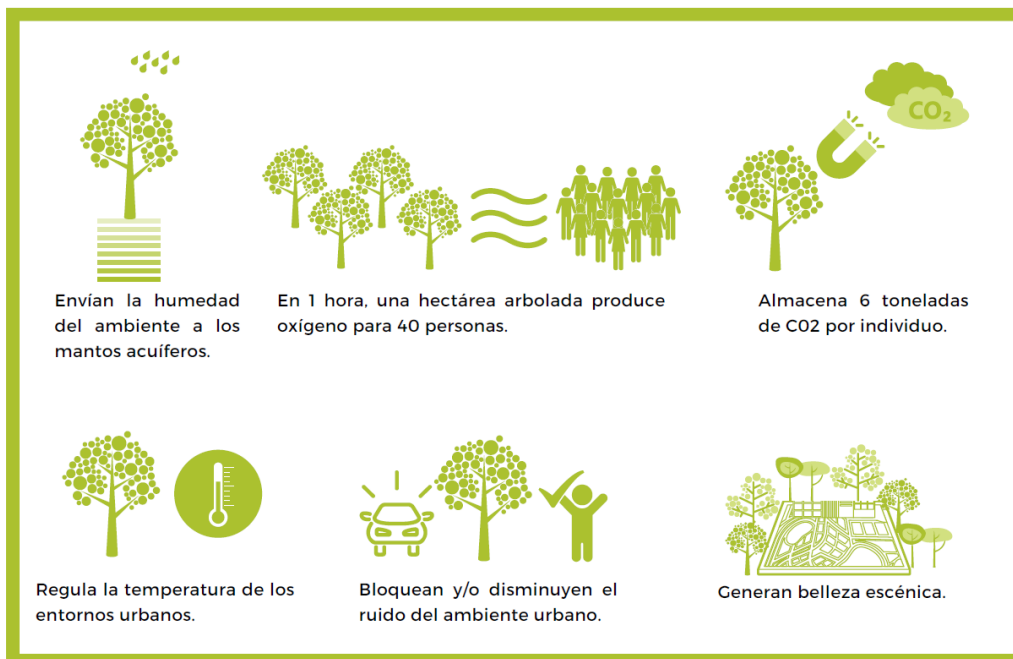 CO₂
Envían la humedad
del ambiente a los
mantos acuíferos.
En 1 hora, una hectárea arbolada produce
oxígeno para 40 personas.
Almacena 6 toneladas
de C02 por individuo.
Regula la temperatura de los
entornos urbanos.
Bloquean y/o disminuyen el
ruido del ambiente urbano.
Generan belleza escénica.